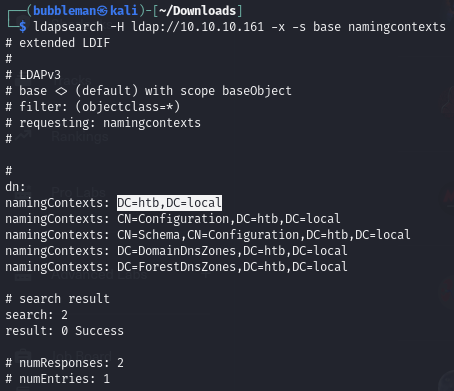 ┌──(bubbleman㉿kali)-[~/Downloads]
└─$ ldapsearch -H ldap://10.10.10.161 -x -s base namingcontexts
# extended LDIF
#
# LDAPv3
# base <> (default) with scope baseObject
# filter: (objectclass=*)
# requesting: namingcontexts
#

#
dn:
namingContexts: DC=htb,DC=local
namingContexts: CN=Configuration,DC=htb,DC=local
namingContexts: CN=Schema,CN=Configuration,DC=htb,DC=local
namingContexts: DC=DomainDnsZones,DC=htb,DC=local
namingContexts: DC=ForestDnsZones,DC=htb,DC=local

# search result
search: 2
result: 0 Success

# numResponses: 2
# numEntries: 1